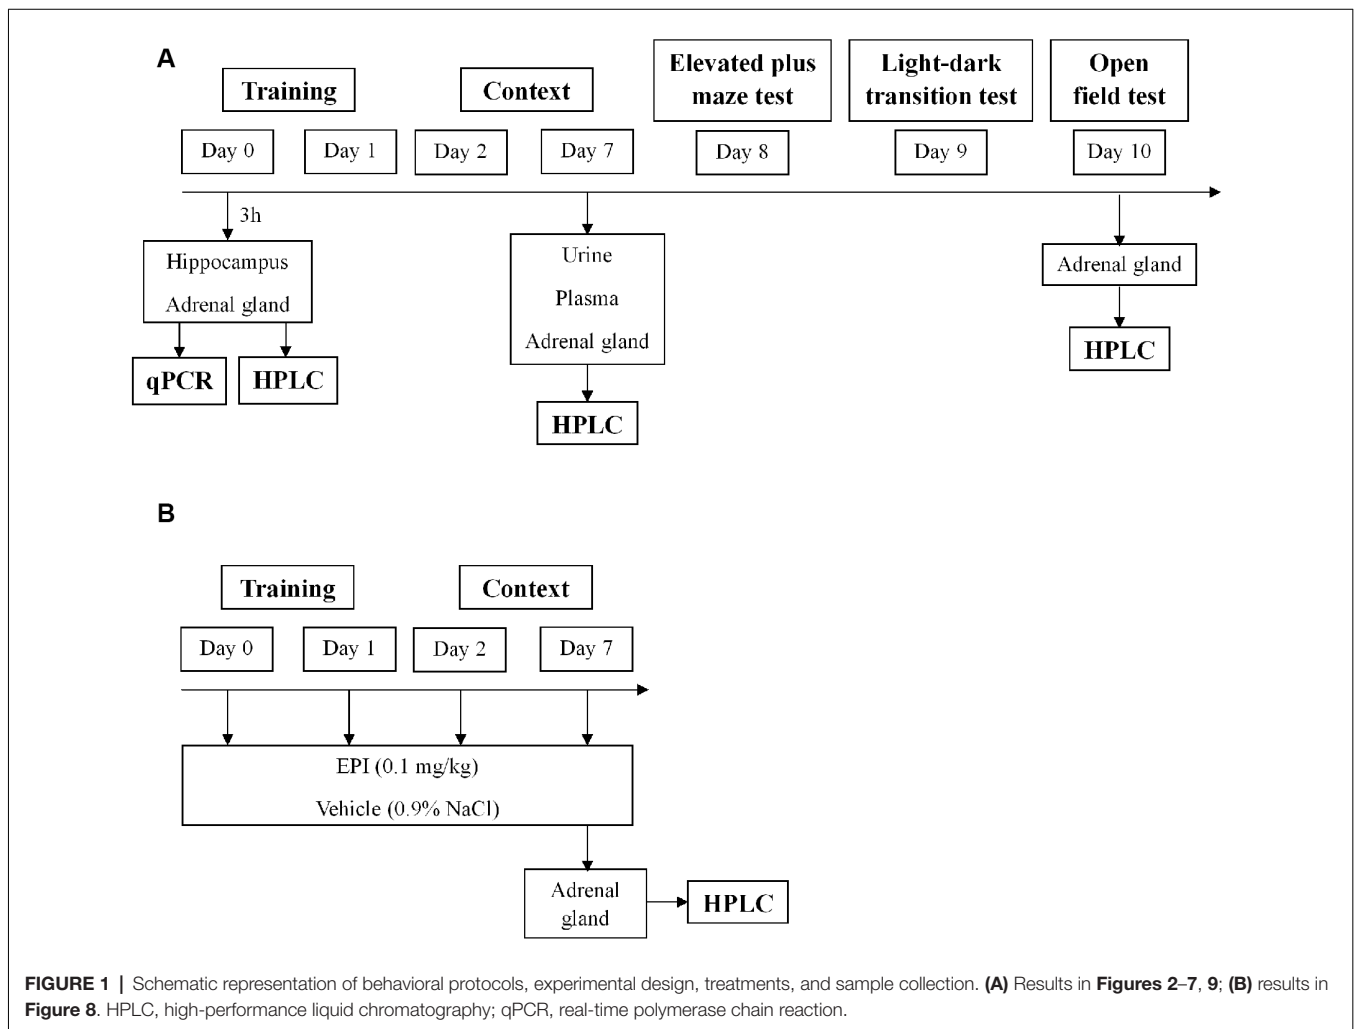 A
Training
Context
Elevated plus
maze test
Light-dark
transition test
Open
field test
Day 0
Day 1
Day 2
Day 7
Day 8
Day 9
Day 10
3h
Hippocampus
Adrenal gland
qPCR
HPLC
Urine
Plasma
Adrenal gland
HPLC
Adrenal gland
HPLC
B
Training
Context
Day 0
Day 1
Day 2
Day 7
EPI (0.1 mg/kg)
Vehicle (0.9% NaCl)
Adrenal
gland
HPLC
FIGURE 1 | Schematic representation of behavioral protocols, experimental design, treatments, and sample collection. (A) Results in Figures 2–7, 9; (B) results in
Figure 8. HPLC, high-performance liquid chromatography; qPCR, real-time polymerase chain reaction.